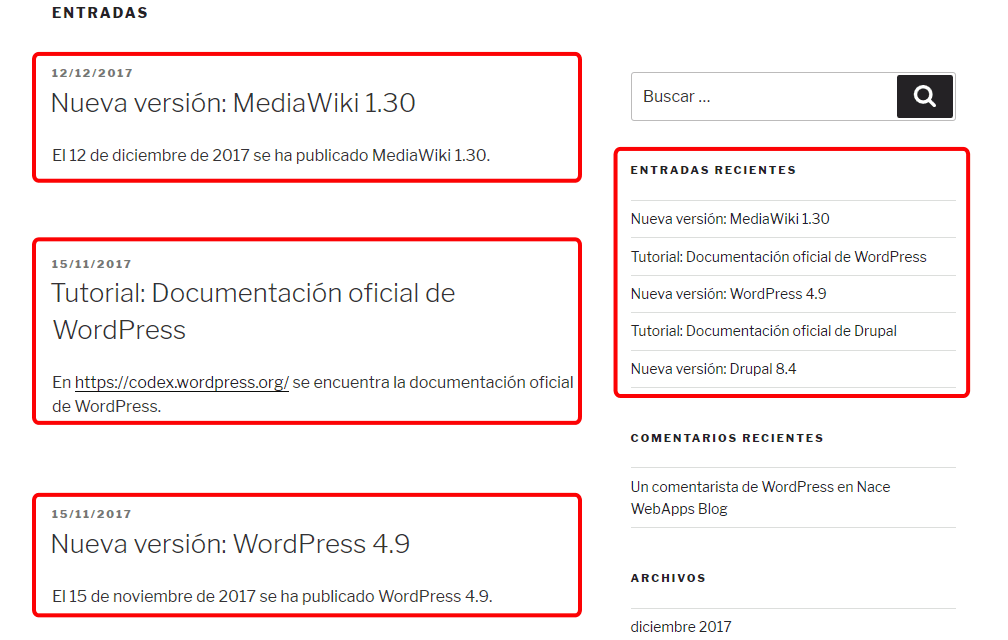 ENTRADAS
12/12/2017
Nueva versión: MediaWiki 1.30
El 12 de diciembre de 2017 se ha publicado MediaWiki 1.30.
15/11/2017
Tutorial: Documentación oficial de
WordPress
En https://codex.wordpress.org/ se encuentra la documentación oficial
de WordPress.
15/11/2017
Nueva versión: WordPress 4.9
El 15 de noviembre de 2017 se ha publicado WordPress 4.9.
Buscar ...
ENTRADAS RECIENTES
Nueva versión: MediaWiki 1.30
Tutorial: Documentación oficial de WordPress
Nueva versión: WordPress 4.9
Tutorial: Documentación oficial de Drupal
Nueva versión: Drupal 8.4
COMENTARIOS RECIENTES
Un comentarista de WordPress en Nace
WebApps Blog
ARCHIVOS
diciembre 2017